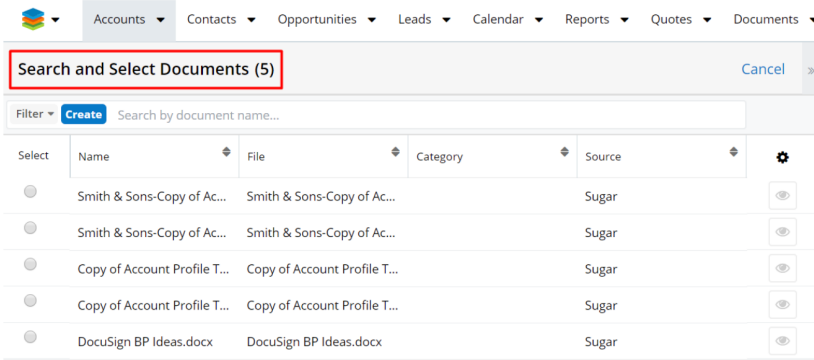 Accounts Contacts Opportunities Leads Calendar Reports Quotes Documents
Search and Select Documents (5) Cancel »
Filter Create Search by document name...
Select Name File Category Source
Smith & Sons-Copy of Ac... Smith & Sons-Copy of Ac... Sugar
Smith & Sons-Copy of Ac... Smith & Sons-Copy of Ac... Sugar
Copy of Account Profile T... Copy of Account Profile T... Sugar
Copy of Account Profile T... Copy of Account Profile T... Sugar
DocuSign BP Ideas.docx DocuSign BP Ideas.docx Sugar